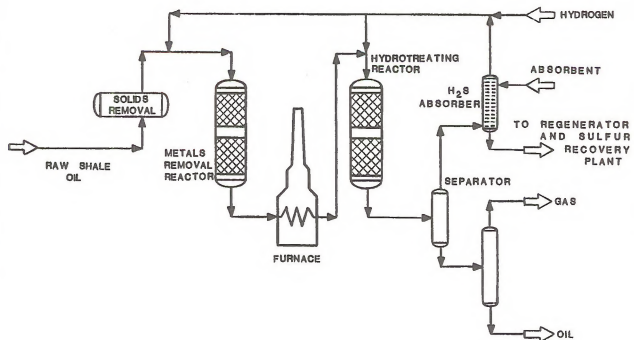 HYDROGEN
HYDROTREATING
REACTOR
ABSORBENT
H₂S
ABSORBER
SOLIDS
REMOVAL
TO REGENERATOR
AND SULFUR
RECOVERY
PLANT
RAW SHALE
OIL
METALS
REMOVAL
REACTOR
SEPARATOR
GAS
FURNACE
OIL